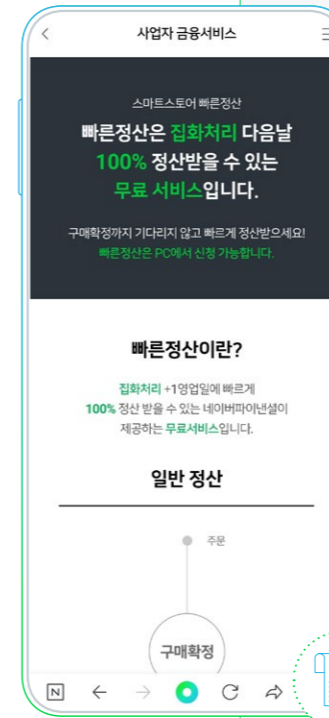 사업자 금융서비스
스마트스토어 빠른정산
빠른정산은 집화처리 다음날
100% 정산받을 수 있는
무료 서비스입니다.
구매확정까지 기다리지 않고 빠르게 정산받으세요!
빠른정산은 PC에서 신청 가능합니다.
빠른정산이란?
집화처리 +1영업일에 빠르게
100% 정산 받을 수 있는 네이버파이낸셜이
제공하는 무료서비스입니다.
일반 정산
주문
구매확정
N